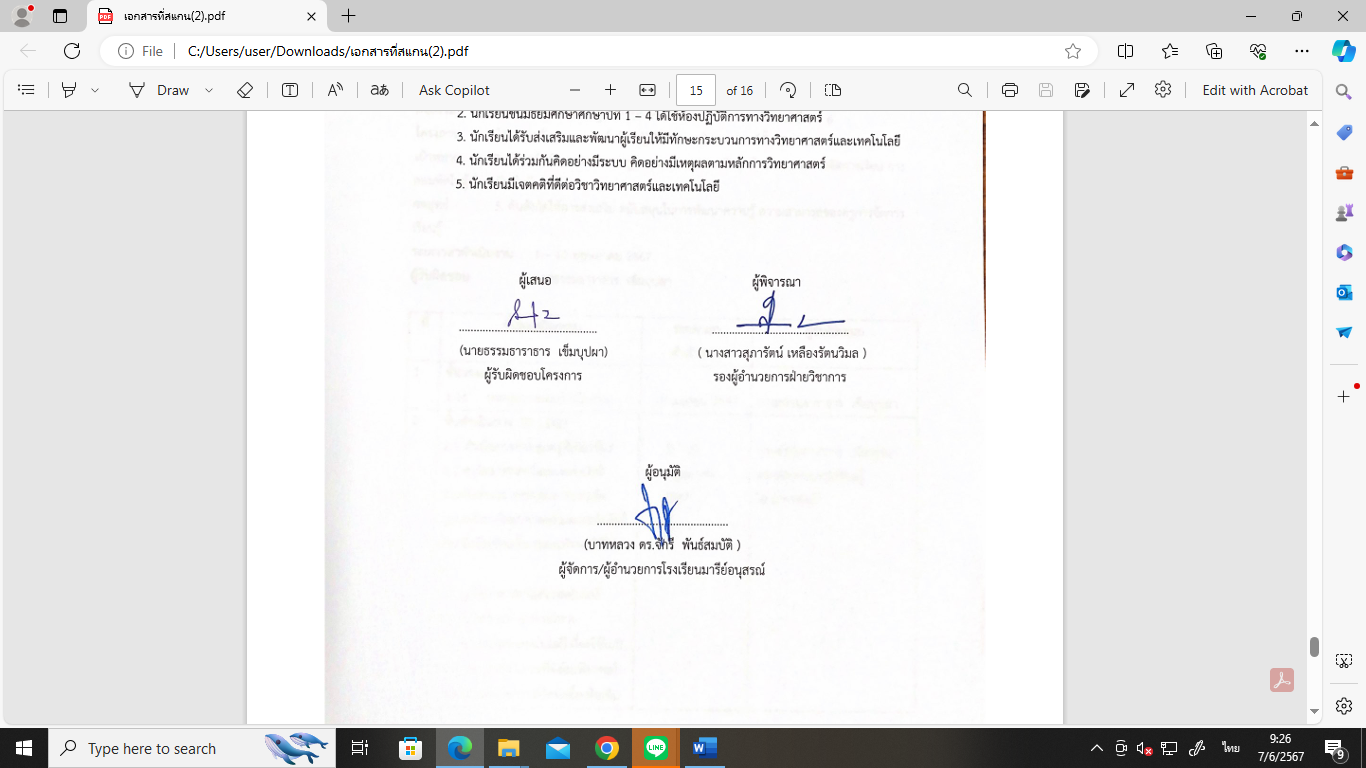 เอกสารที่สแกน(2).pdf
File
C:/Users/user/Downloads/เอกสารที่สแกน(2).pdf
Draw
Ask Copilot
15 of 16
Edit with Acrobat
2. นักเรียนชั้นมัธยมศึกษาศึกษาปีที่ 1 – 4 ได้ใช้ห้องปฏิบัติการทางวิทยาศาสตร์
3. นักเรียนได้รับส่งเสริมและพัฒนาผู้เรียนให้มีทักษะกระบวนการทางวิทยาศาสตร์และเทคโนโลยี
4. นักเรียนได้ร่วมกันคิดอย่างมีระบบ คิดอย่างมีเหตุผลตามหลักการวิทยาศาสตร์
5. นักเรียนมีเจตคติที่ดีต่อวิชาวิทยาศาสตร์และเทคโนโลยี
ผู้เสนอ
(นายธรรมธาราธาร เข็มบุปผา)
ผู้รับผิดชอบโครงการ
ผู้พิจารณา
( นางสาวสุภารัตน์ เหลืองรัตนวิมล )
รองผู้อำนวยการฝ่ายวิชาการ
ผู้อนุมัติ
(บาทหลวง ดร.จักรี พันธ์สมบัติ )
ผู้จัดการ/ผู้อำนวยการโรงเรียนมารีย์อนุสรณ์
Type here to search
ไทย
9:26
7/6/2567
9